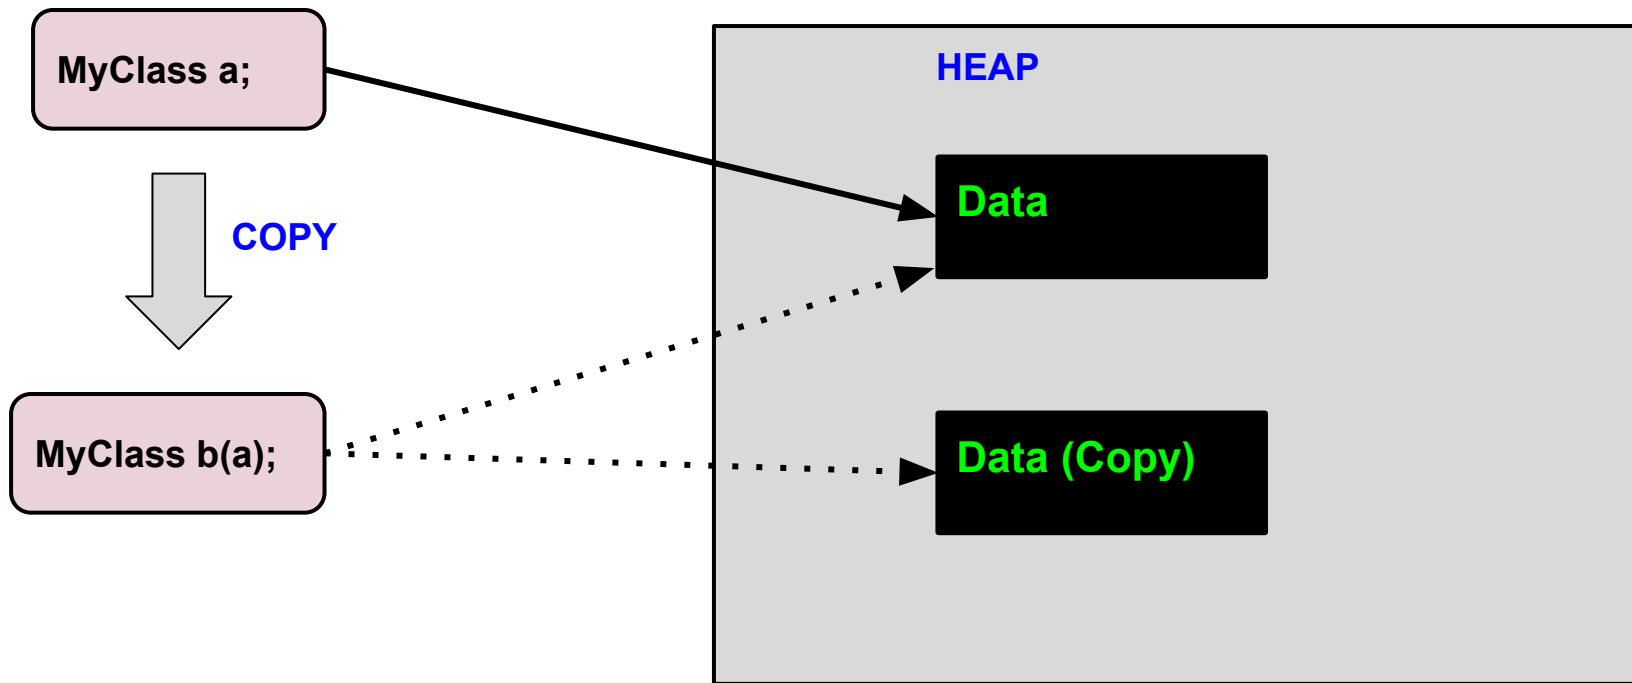 MyClass a;
HEAP
Data
COPY
MyClass b(a);
Data (Copy)